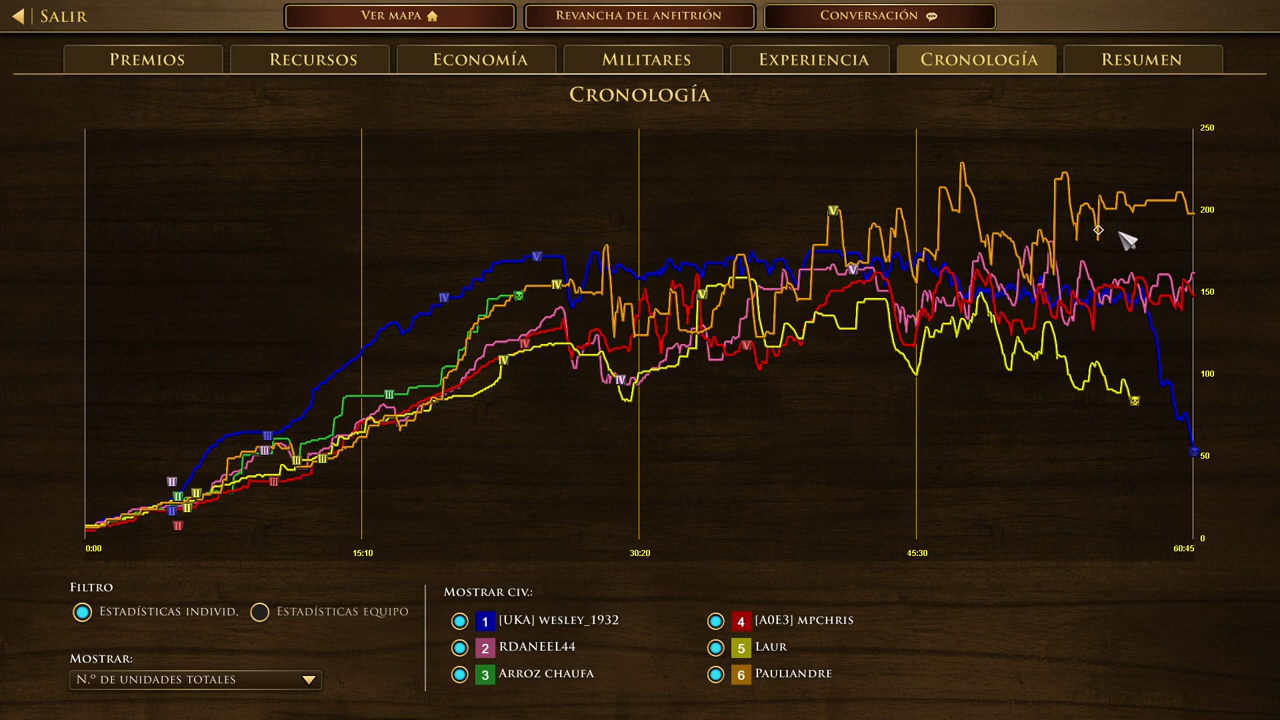 Salir
Ver mapa
Revancha del anfitrión
Conversación
Premios
Recursos
Economía
Militares
Experiencia
Cronología
Resumen
Cronología
250
200
150
100
50
0
0:00
15:10
30:20
45:30
60:45
Filtro
Estadísticas individ.
Estadísticas equipo
Mostrar:
N.º de unidades totales
Mostrar civ.:
1 [UKA] wesley_1932
2 rdaneel44
3 Arroz chaufa
4 [A0E3] mpchris
5 Laur
6 Pauliandre